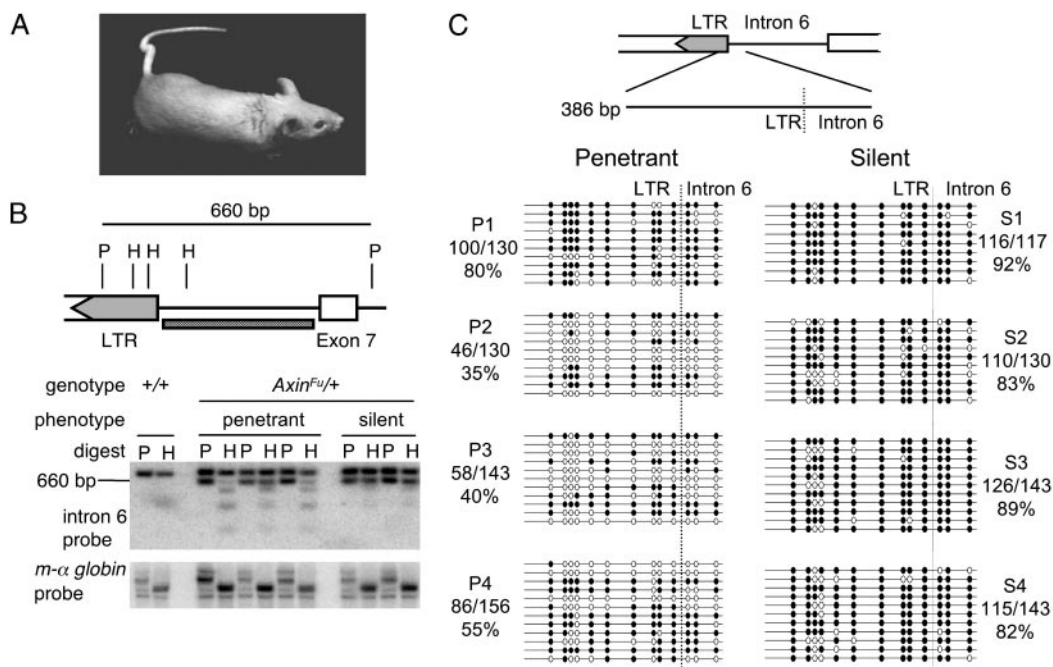 A
B
660 bp
P H H H P
LTR Exon 7
genotype +/+ Axin^Fu/+
phenotype penetrant silent
digest P H P H P H P H P H P H
660 bp
intron 6
probe
m-α globin
probe
C
LTR Intron 6
386 bp
LTR Intron 6
Penetrant
LTR Intron 6
P1
100/130
80%
P2
46/130
35%
P3
58/143
40%
P4
86/156
55%
Silent
LTR Intron 6
S1
116/117
92%
S2
110/130
83%
S3
126/143
89%
S4
115/143
82%